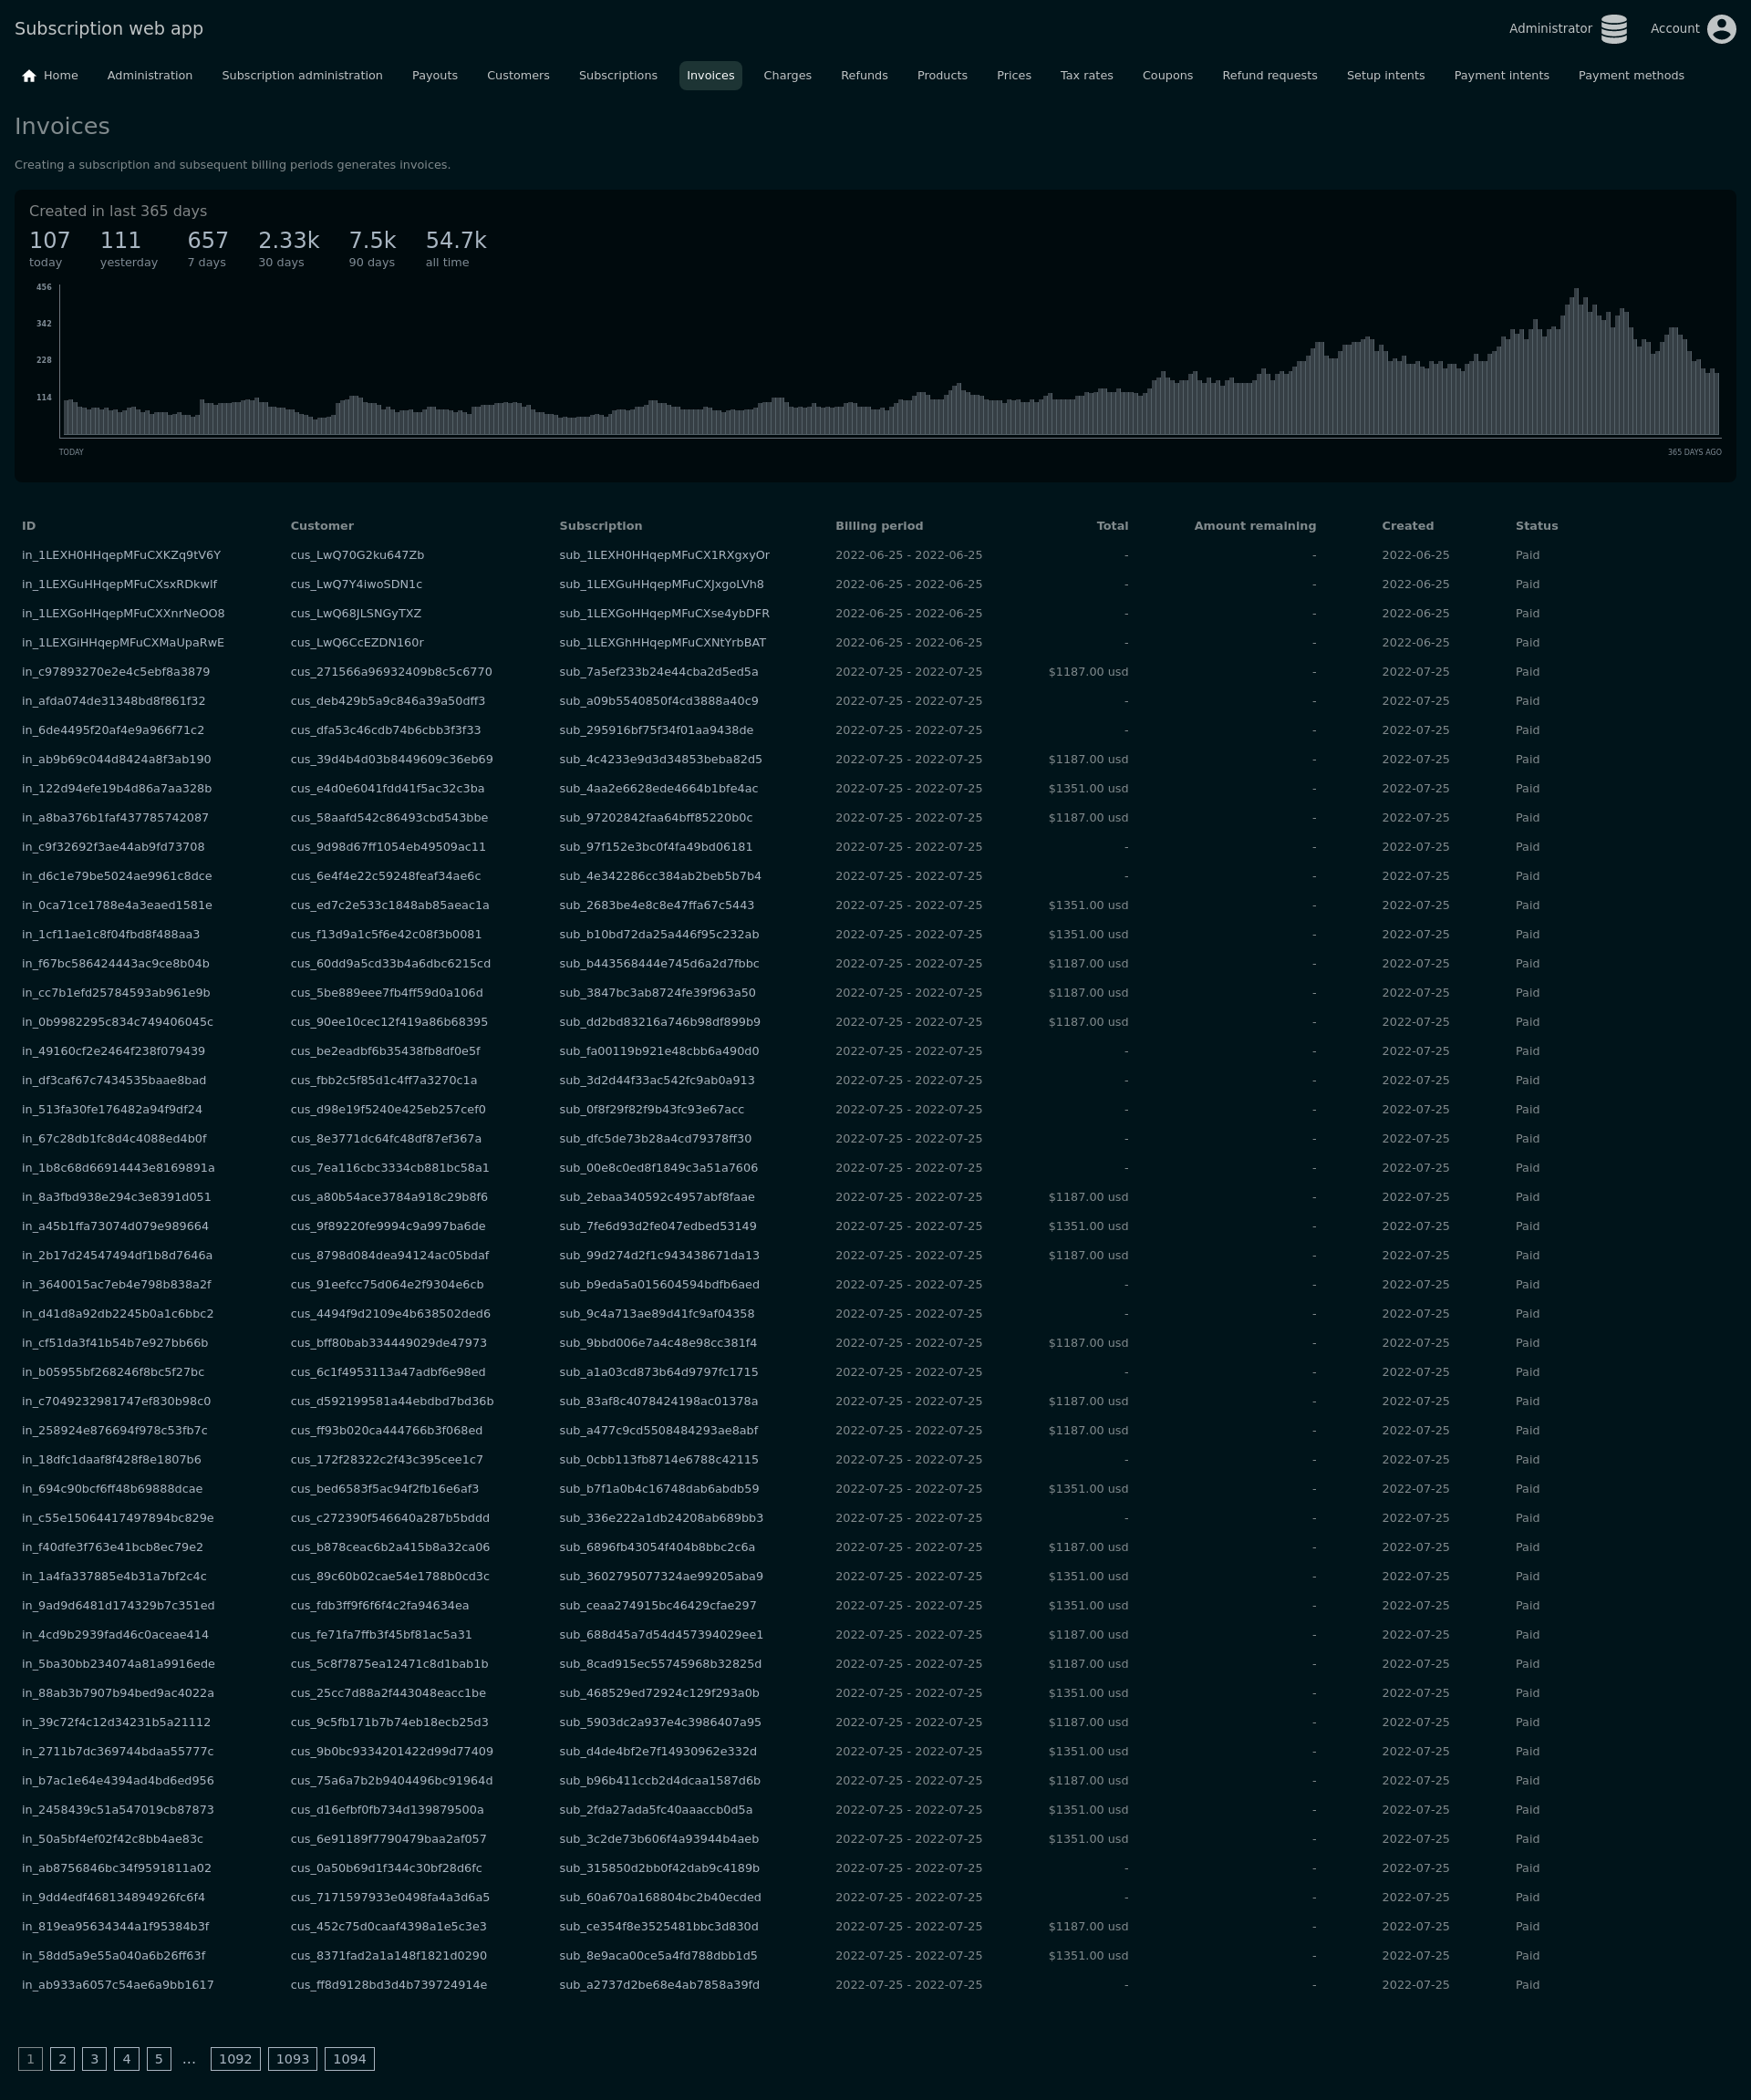 Subscription web app
Administrator
Account
Home Administration Subscription administration Payouts Customers Subscriptions Invoices Charges Refunds Products Prices Tax rates Coupons Refund requests Setup intents Payment intents Payment methods
Invoices
Creating a subscription and subsequent billing periods generates invoices.
Created in last 365 days
107 111 657 2.33k 7.5k 54.7k
today yesterday 7 days 30 days 90 days all time
456
342
228
114
TODAY 365 DAYS AGO
ID Customer Subscription Billing period Total Amount remaining Created Status
in_1LEXH0HHqepMFuCXKZq9tV6Y cus_LwQ70G2ku647Zb sub_1LEXH0HHqepMFuCX1RXgxyOr 2022-06-25 - 2022-06-25 - - 2022-06-25 Paid
in_1LEXGuHHqepMFuCXsxRDkwlf cus_LwQ7Y4iwoSDN1c sub_1LEXGuHHqepMFuCXJxgoLVh8 2022-06-25 - 2022-06-25 - - 2022-06-25 Paid
in_1LEXGoHHqepMFuCXXnrNeOO8 cus_LwQ68JLSNGyTXZ sub_1LEXGoHHqepMFuCXse4ybDFR 2022-06-25 - 2022-06-25 - - 2022-06-25 Paid
in_1LEXGiHHqepMFuCXMaUpaRwE cus_LwQ6CcEZDN160r sub_1LEXGhHHqepMFuCXNtYrbBAT 2022-06-25 - 2022-06-25 - - 2022-06-25 Paid
in_c97893270e2e4c5ebf8a3879 cus_271566a96932409b8c5c6770 sub_7a5ef233b24e44cba2d5ed5a 2022-07-25 - 2022-07-25 $1187.00 usd - 2022-07-25 Paid
in_afda074de31348bd8f861f32 cus_deb429b5a9c846a39a50dff3 sub_a09b5540850f4cd3888a40c9 2022-07-25 - 2022-07-25 - - 2022-07-25 Paid
in_6de4495f20af4e9a966f71c2 cus_dfa53c46cdb74b6cbb3f3f33 sub_295916bf75f34f01aa9438de 2022-07-25 - 2022-07-25 - - 2022-07-25 Paid
in_ab9b69c044d8424a8f3ab190 cus_39d4b4d03b8449609c36eb69 sub_4c4233e9d3d34853beba82d5 2022-07-25 - 2022-07-25 $1187.00 usd - 2022-07-25 Paid
in_122d94efe19b4d86a7aa328b cus_e4d0e6041fdd41f5ac32c3ba sub_4aa2e6628ede4664b1bfe4ac 2022-07-25 - 2022-07-25 $1351.00 usd - 2022-07-25 Paid
in_a8ba376b1faf437785742087 cus_58aafd542c86493cbd543bbe sub_97202842faa64bff85220b0c 2022-07-25 - 2022-07-25 $1187.00 usd - 2022-07-25 Paid
in_c9f32692f3ae44ab9fd73708 cus_9d98d67ff1054eb49509ac11 sub_97f152e3bc0f4fa49bd06181 2022-07-25 - 2022-07-25 - - 2022-07-25 Paid
in_d6c1e79be5024ae9961c8dce cus_6e4f4e22c59248feaf34ae6c sub_4e342286cc384ab2beb5b7b4 2022-07-25 - 2022-07-25 - - 2022-07-25 Paid
in_0ca71ce1788e4a3eaed1581e cus_ed7c2e533c1848ab85aeac1a sub_2683be4e8c8e47ffa67c5443 2022-07-25 - 2022-07-25 $1351.00 usd - 2022-07-25 Paid
in_1cf11ae1c8f04fbd8f488aa3 cus_f13d9a1c5f6e42c08f3b0081 sub_b10bd72da25a446f95c232ab 2022-07-25 - 2022-07-25 $1351.00 usd - 2022-07-25 Paid
in_f67bc586424443ac9ce8b04b cus_60dd9a5cd33b4a6dbc6215cd sub_b443568444e745d6a2d7fbbc 2022-07-25 - 2022-07-25 $1187.00 usd - 2022-07-25 Paid
in_cc7b1efd25784593ab961e9b cus_5be889eee7fb4ff59d0a106d sub_3847bc3ab8724fe39f963a50 2022-07-25 - 2022-07-25 $1187.00 usd - 2022-07-25 Paid
in_0b9982295c834c749406045c cus_90ee10cec12f419a86b68395 sub_dd2bd83216a746b98df899b9 2022-07-25 - 2022-07-25 $1187.00 usd - 2022-07-25 Paid
in_49160cf2e2464f238f079439 cus_be2eadbf6b35438fb8df0e5f sub_fa00119b921e48cbb6a490d0 2022-07-25 - 2022-07-25 - - 2022-07-25 Paid
in_df3caf67c7434535baae8bad cus_fbb2c5f85d1c4ff7a3270c1a sub_3d2d44f33ac542fc9ab0a913 2022-07-25 - 2022-07-25 - - 2022-07-25 Paid
in_513fa30fe176482a94f9df24 cus_d98e19f5240e425eb257cef0 sub_0f8f29f82f9b43fc93e67acc 2022-07-25 - 2022-07-25 - - 2022-07-25 Paid
in_67c28db1fc8d4c4088ed4b0f cus_8e3771dc64fc48df87ef367a sub_dfc5de73b28a4cd79378ff30 2022-07-25 - 2022-07-25 - - 2022-07-25 Paid
in_1b8c68d66914443e8169891a cus_7ea116cbc3334cb881bc58a1 sub_00e8c0ed8f1849c3a51a7606 2022-07-25 - 2022-07-25 - - 2022-07-25 Paid
in_8a3fbd938e294c3e8391d051 cus_a80b54ace3784a918c29b8f6 sub_2ebaa340592c4957abf8faae 2022-07-25 - 2022-07-25 $1187.00 usd - 2022-07-25 Paid
in_a45b1ffa73074d079e989664 cus_9f89220fe9994c9a997ba6de sub_7fe6d93d2fe047edbed53149 2022-07-25 - 2022-07-25 $1351.00 usd - 2022-07-25 Paid
in_2b17d24547494df1b8d7646a cus_8798d084dea94124ac05bdaf sub_99d274d2f1c943438671da13 2022-07-25 - 2022-07-25 $1187.00 usd - 2022-07-25 Paid
in_3640015ac7eb4e798b838a2f cus_91eefcc75d064e2f9304e6cb sub_b9eda5a015604594bdfb6aed 2022-07-25 - 2022-07-25 - - 2022-07-25 Paid
in_d41d8a92db2245b0a1c6bbc2 cus_4494f9d2109e4b638502ded6 sub_9c4a713ae89d41fc9af04358 2022-07-25 - 2022-07-25 - - 2022-07-25 Paid
in_cf51da3f41b54b7e927bb66b cus_bff80bab334449029de47973 sub_9bbd006e7a4c48e98cc381f4 2022-07-25 - 2022-07-25 $1187.00 usd - 2022-07-25 Paid
in_b05955bf268246f8bc5f27bc cus_6c1f4953113a47adbf6e98ed sub_a1a03cd873b64d9797fc1715 2022-07-25 - 2022-07-25 - - 2022-07-25 Paid
in_c7049232981747ef830b98c0 cus_d592199581a44ebdbd7bd36b sub_83af8c4078424198ac01378a 2022-07-25 - 2022-07-25 $1187.00 usd - 2022-07-25 Paid
in_258924e876694f978c53fb7c cus_ff93b020ca444766b3f068ed sub_a477c9cd5508484293ae8abf 2022-07-25 - 2022-07-25 $1187.00 usd - 2022-07-25 Paid
in_18dfc1daaf8f428f8e1807b6 cus_172f28322c2f43c395cee1c7 sub_0cbb113fb8714e6788c42115 2022-07-25 - 2022-07-25 - - 2022-07-25 Paid
in_694c90bcf6ff48b69888dcae cus_bed6583f5ac94f2fb16e6af3 sub_b7f1a0b4c16748dab6abdb59 2022-07-25 - 2022-07-25 $1351.00 usd - 2022-07-25 Paid
in_c55e15064417497894bc829e cus_c272390f546640a287b5bddd sub_336e222a1db24208ab689bb3 2022-07-25 - 2022-07-25 - - 2022-07-25 Paid
in_f40dfe3f763e41bcb8ec79e2 cus_b878ceac6b2a415b8a32ca06 sub_6896fb43054f404b8bbc2c6a 2022-07-25 - 2022-07-25 $1187.00 usd - 2022-07-25 Paid
in_1a4fa337885e4b31a7bf2c4c cus_89c60b02cae54e1788b0cd3c sub_3602795077324ae99205aba9 2022-07-25 - 2022-07-25 $1351.00 usd - 2022-07-25 Paid
in_9ad9d6481d174329b7c351ed cus_fdb3ff9f6f6f4c2fa94634ea sub_ceaa274915bc46429cfae297 2022-07-25 - 2022-07-25 $1351.00 usd - 2022-07-25 Paid
in_4cd9b2939fad46c0aceae414 cus_fe71fa7ffb3f45bf81ac5a31 sub_688d45a7d54d457394029ee1 2022-07-25 - 2022-07-25 $1187.00 usd - 2022-07-25 Paid
in_5ba30bb234074a81a9916ede cus_5c8f7875ea12471c8d1bab1b sub_8cad915ec55745968b32825d 2022-07-25 - 2022-07-25 $1187.00 usd - 2022-07-25 Paid
in_88ab3b7907b94bed9ac4022a cus_25cc7d88a2f443048eacc1be sub_468529ed72924c129f293a0b 2022-07-25 - 2022-07-25 $1351.00 usd - 2022-07-25 Paid
in_39c72f4c12d34231b5a21112 cus_9c5fb171b7b74eb18ecb25d3 sub_5903dc2a937e4c3986407a95 2022-07-25 - 2022-07-25 $1187.00 usd - 2022-07-25 Paid
in_2711b7dc369744bdaa55777c cus_9b0bc9334201422d99d77409 sub_d4de4bf2e7f14930962e332d 2022-07-25 - 2022-07-25 $1351.00 usd - 2022-07-25 Paid
in_b7ac1e64e4394ad4bd6ed956 cus_75a6a7b2b9404496bc91964d sub_b96b411ccb2d4dcaa1587d6b 2022-07-25 - 2022-07-25 $1187.00 usd - 2022-07-25 Paid
in_2458439c51a547019cb87873 cus_d16efbf0fb734d139879500a sub_2fda27ada5fc40aaaccb0d5a 2022-07-25 - 2022-07-25 $1351.00 usd - 2022-07-25 Paid
in_50a5bf4ef02f42c8bb4ae83c cus_6e91189f7790479baa2af057 sub_3c2de73b606f4a93944b4aeb 2022-07-25 - 2022-07-25 $1351.00 usd - 2022-07-25 Paid
in_ab8756846bc34f9591811a02 cus_0a50b69d1f344c30bf28d6fc sub_315850d2bb0f42dab9c4189b 2022-07-25 - 2022-07-25 - - 2022-07-25 Paid
in_9dd4edf468134894926fc6f4 cus_7171597933e0498fa4a3d6a5 sub_60a670a168804bc2b40ecded 2022-07-25 - 2022-07-25 - - 2022-07-25 Paid
in_819ea95634344a1f95384b3f cus_452c75d0caaf4398a1e5c3e3 sub_ce354f8e3525481bbc3d830d 2022-07-25 - 2022-07-25 $1187.00 usd - 2022-07-25 Paid
in_58dd5a9e55a040a6b26ff63f cus_8371fad2a1a148f1821d0290 sub_8e9aca00ce5a4fd788dbb1d5 2022-07-25 - 2022-07-25 $1351.00 usd - 2022-07-25 Paid
in_ab933a6057c54ae6a9bb1617 cus_ff8d9128bd3d4b739724914e sub_a2737d2be68e4ab7858a39fd 2022-07-25 - 2022-07-25 - - 2022-07-25 Paid
1 2 3 4 5 ... 1092 1093 1094